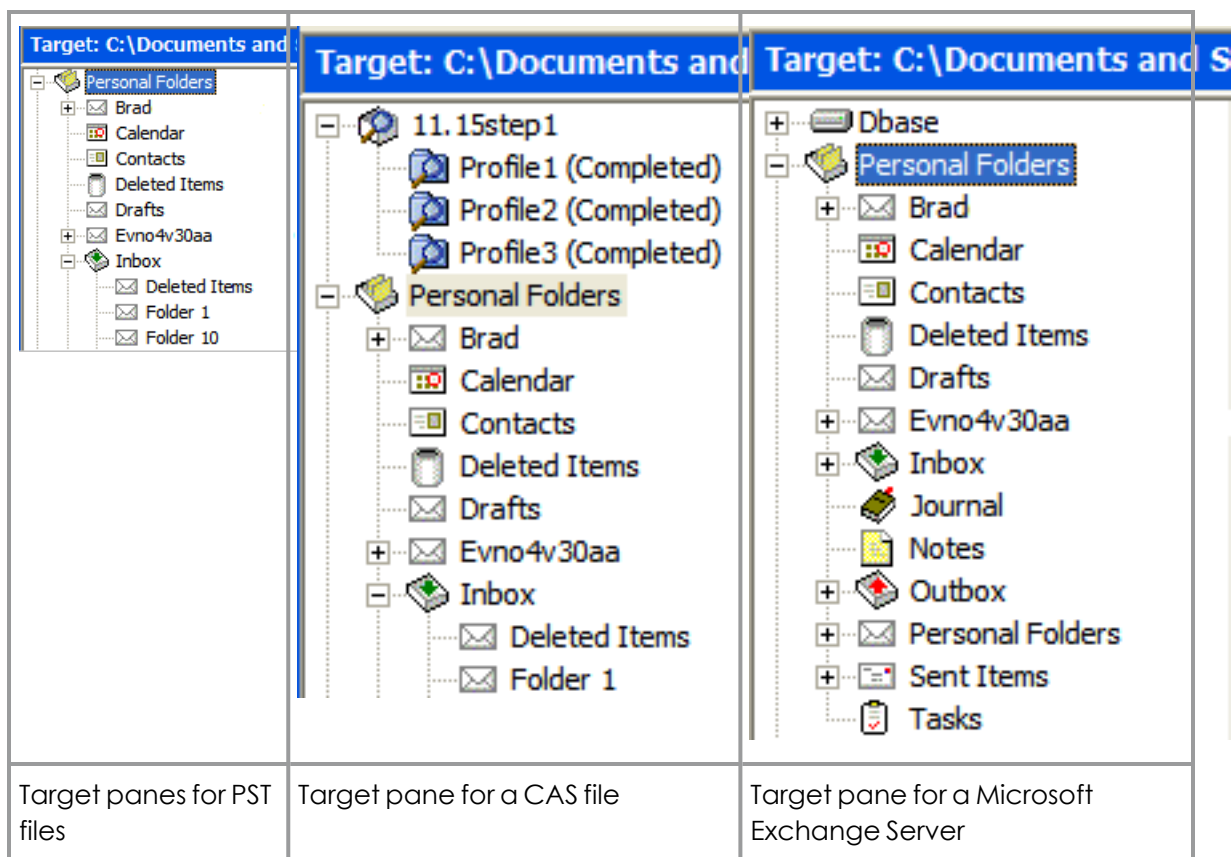 Target: C:\Documents and
Personal Folders
Brad
Calendar
Contacts
Deleted Items
Drafts
Evno4v30aa
Inbox
Deleted Items
Folder 1
Folder 10
Target panes for PST
files
Target: C:\Documents and
11.15step1
Profile1 (Completed)
Profile2 (Completed)
Profile3 (Completed)
Personal Folders
Brad
Calendar
Contacts
Deleted Items
Drafts
Evno4v30aa
Inbox
Deleted Items
Folder 1
Target pane for a CAS file
Target: C:\Documents and S
Dbase
Personal Folders
Brad
Calendar
Contacts
Deleted Items
Drafts
Evno4v30aa
Inbox
Journal
Notes
Outbox
Personal Folders
Sent Items
Tasks
Target pane for a Microsoft
Exchange Server